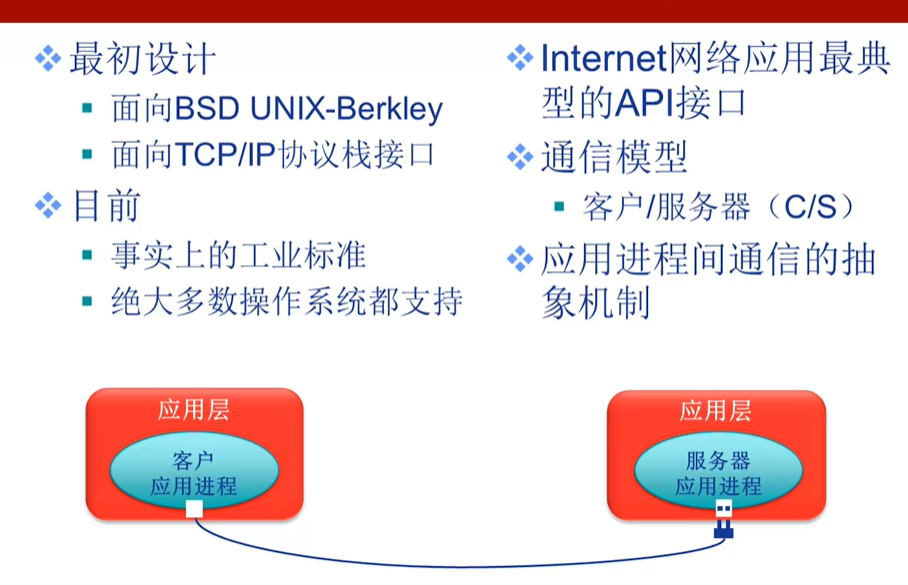 最初设计
面向BSD UNIX-Berkley
面向TCP/IP协议栈接口
目前
事实上的工业标准
绝大多数操作系统都支持
Internet网络应用最典
型的API接口
通信模型
客户/服务器（C/S）
应用进程间通信的抽
象机制
应用层
客户
应用进程
应用层
服务器
应用进程